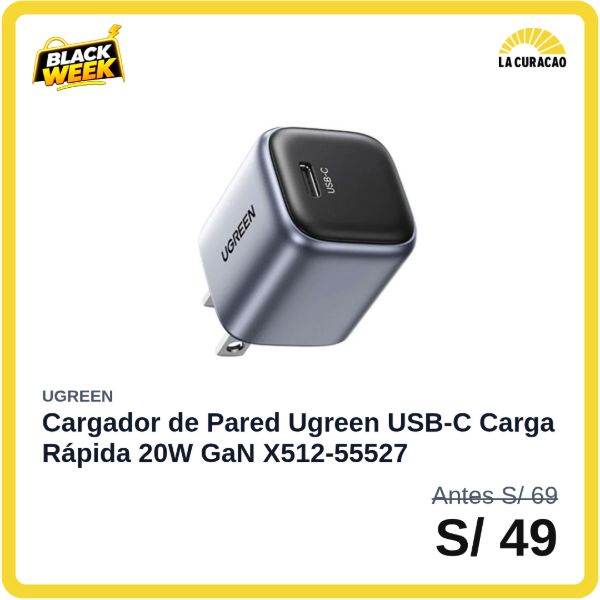 BLACK
WEEK
LA CURACAO
USB-C
UGREEN
UGREEN
Cargador de Pared Ugreen USB-C Carga
Rápida 20W GaN X512-55527
Antes S/ 69
S/ 49